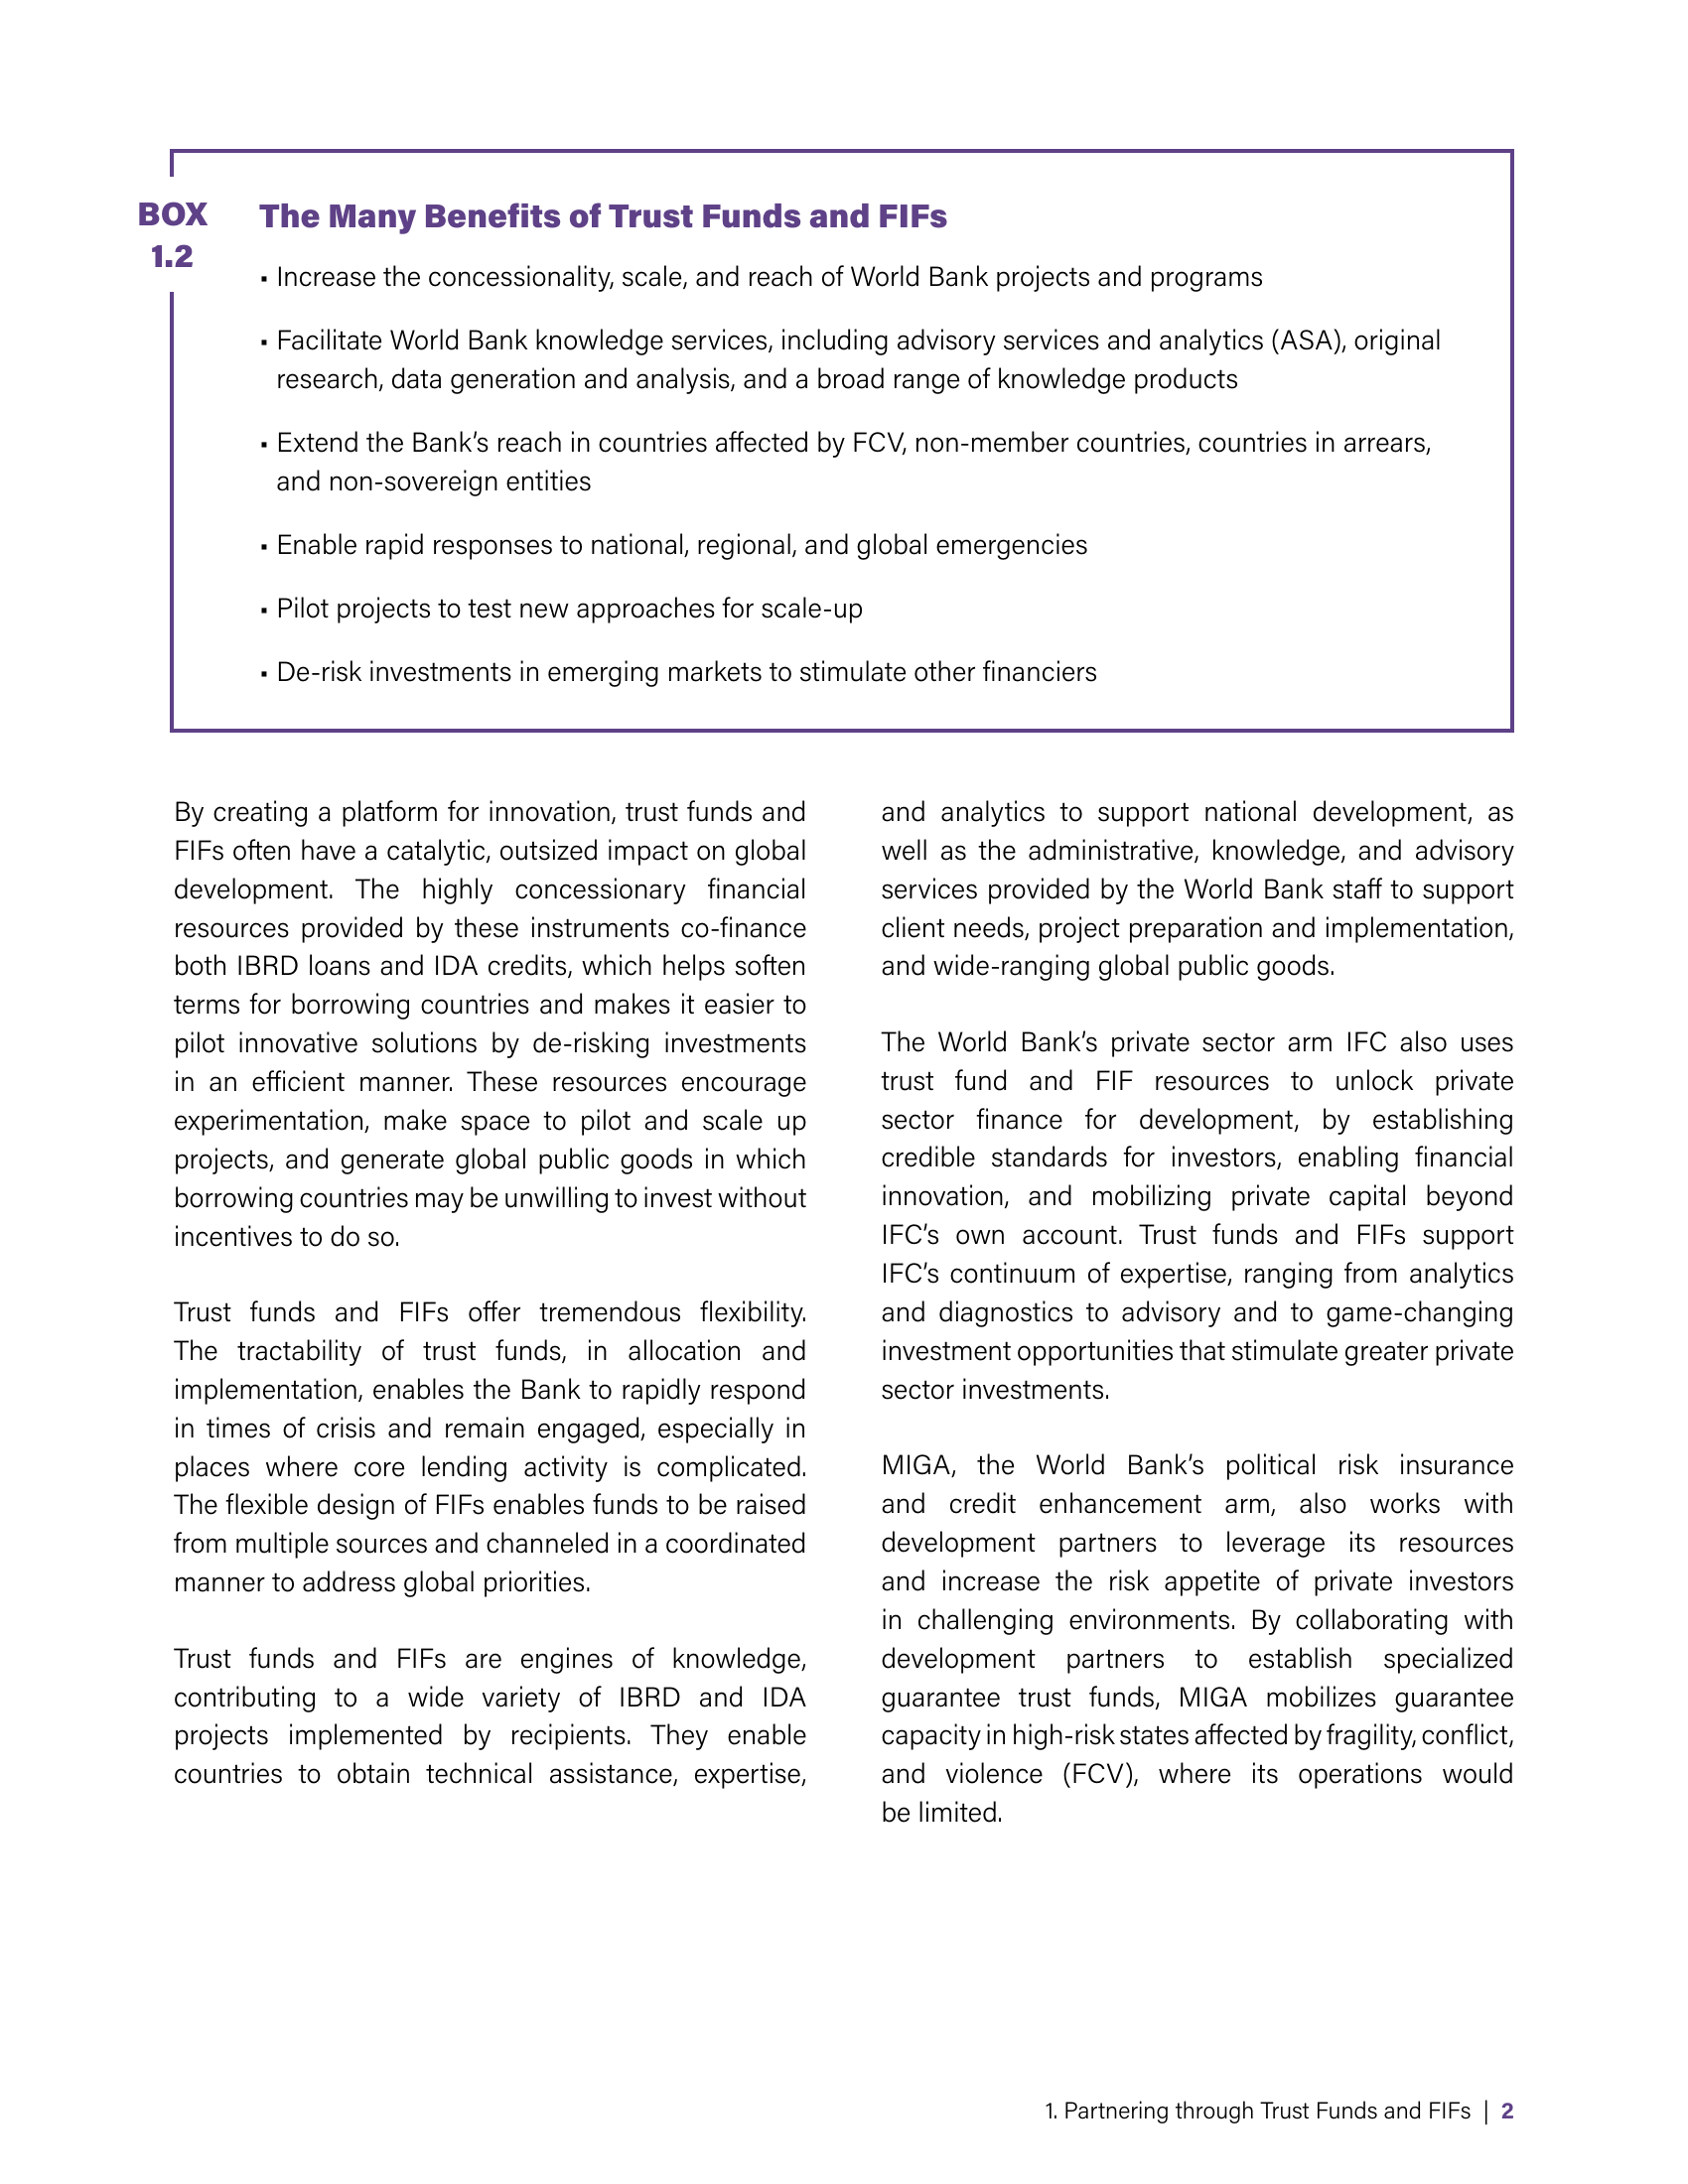 BOX
1.2
The Many Benefits of Trust Funds and FIFs
▪ Increase the concessionality, scale, and reach of World Bank projects and programs
▪ Facilitate World Bank knowledge services, including advisory services and analytics (ASA), original
research, data generation and analysis, and a broad range of knowledge products
▪ Extend the Bank’s reach in countries affected by FCV, non-member countries, countries in arrears,
and non-sovereign entities
▪ Enable rapid responses to national, regional, and global emergencies
▪ Pilot projects to test new approaches for scale-up
▪ De-risk investments in emerging markets to stimulate other financiers
By creating a platform for innovation, trust funds and
FIFs often have a catalytic, outsized impact on global
development. The highly concessionary financial
resources provided by these instruments co-finance
both IBRD loans and IDA credits, which helps soften
terms for borrowing countries and makes it easier to
pilot innovative solutions by de-risking investments
in an efficient manner. These resources encourage
experimentation, make space to pilot and scale up
projects, and generate global public goods in which
borrowing countries may be unwilling to invest without
incentives to do so.
Trust funds and FIFs offer tremendous flexibility.
The tractability of trust funds, in allocation and
implementation, enables the Bank to rapidly respond
in times of crisis and remain engaged, especially in
places where core lending activity is complicated.
The flexible design of FIFs enables funds to be raised
from multiple sources and channeled in a coordinated
manner to address global priorities.
Trust funds and FIFs are engines of knowledge,
contributing to a wide variety of IBRD and IDA
projects implemented by recipients. They enable
countries to obtain technical assistance, expertise,
and analytics to support national development, as
well as the administrative, knowledge, and advisory
services provided by the World Bank staff to support
client needs, project preparation and implementation,
and wide-ranging global public goods.
The World Bank’s private sector arm IFC also uses
trust fund and FIF resources to unlock private
sector finance for development, by establishing
credible standards for investors, enabling financial
innovation, and mobilizing private capital beyond
IFC’s own account. Trust funds and FIFs support
IFC’s continuum of expertise, ranging from analytics
and diagnostics to advisory and to game-changing
investment opportunities that stimulate greater private
sector investments.
MIGA, the World Bank’s political risk insurance
and credit enhancement arm, also works with
development partners to leverage its resources
and increase the risk appetite of private investors
in challenging environments. By collaborating with
development partners to establish specialized
guarantee trust funds, MIGA mobilizes guarantee
capacity in high-risk states affected by fragility, conflict,
and violence (FCV), where its operations would
be limited.
1. Partnering through Trust Funds and FIFs | 2